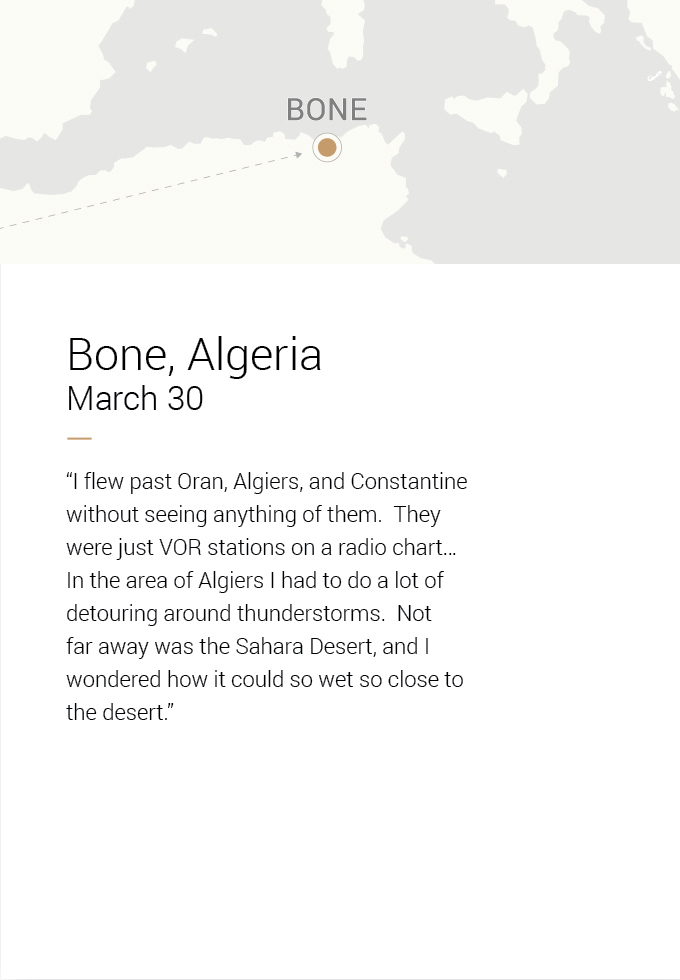 BONE
Bone, Algeria
March 30
“I flew past Oran, Algiers, and Constantine
without seeing anything of them.  They
were just VOR stations on a radio chart...
In the area of Algiers I had to do a lot of
detouring around thunderstorms.  Not
far away was the Sahara Desert, and I
wondered how it could so wet so close to
the desert.”